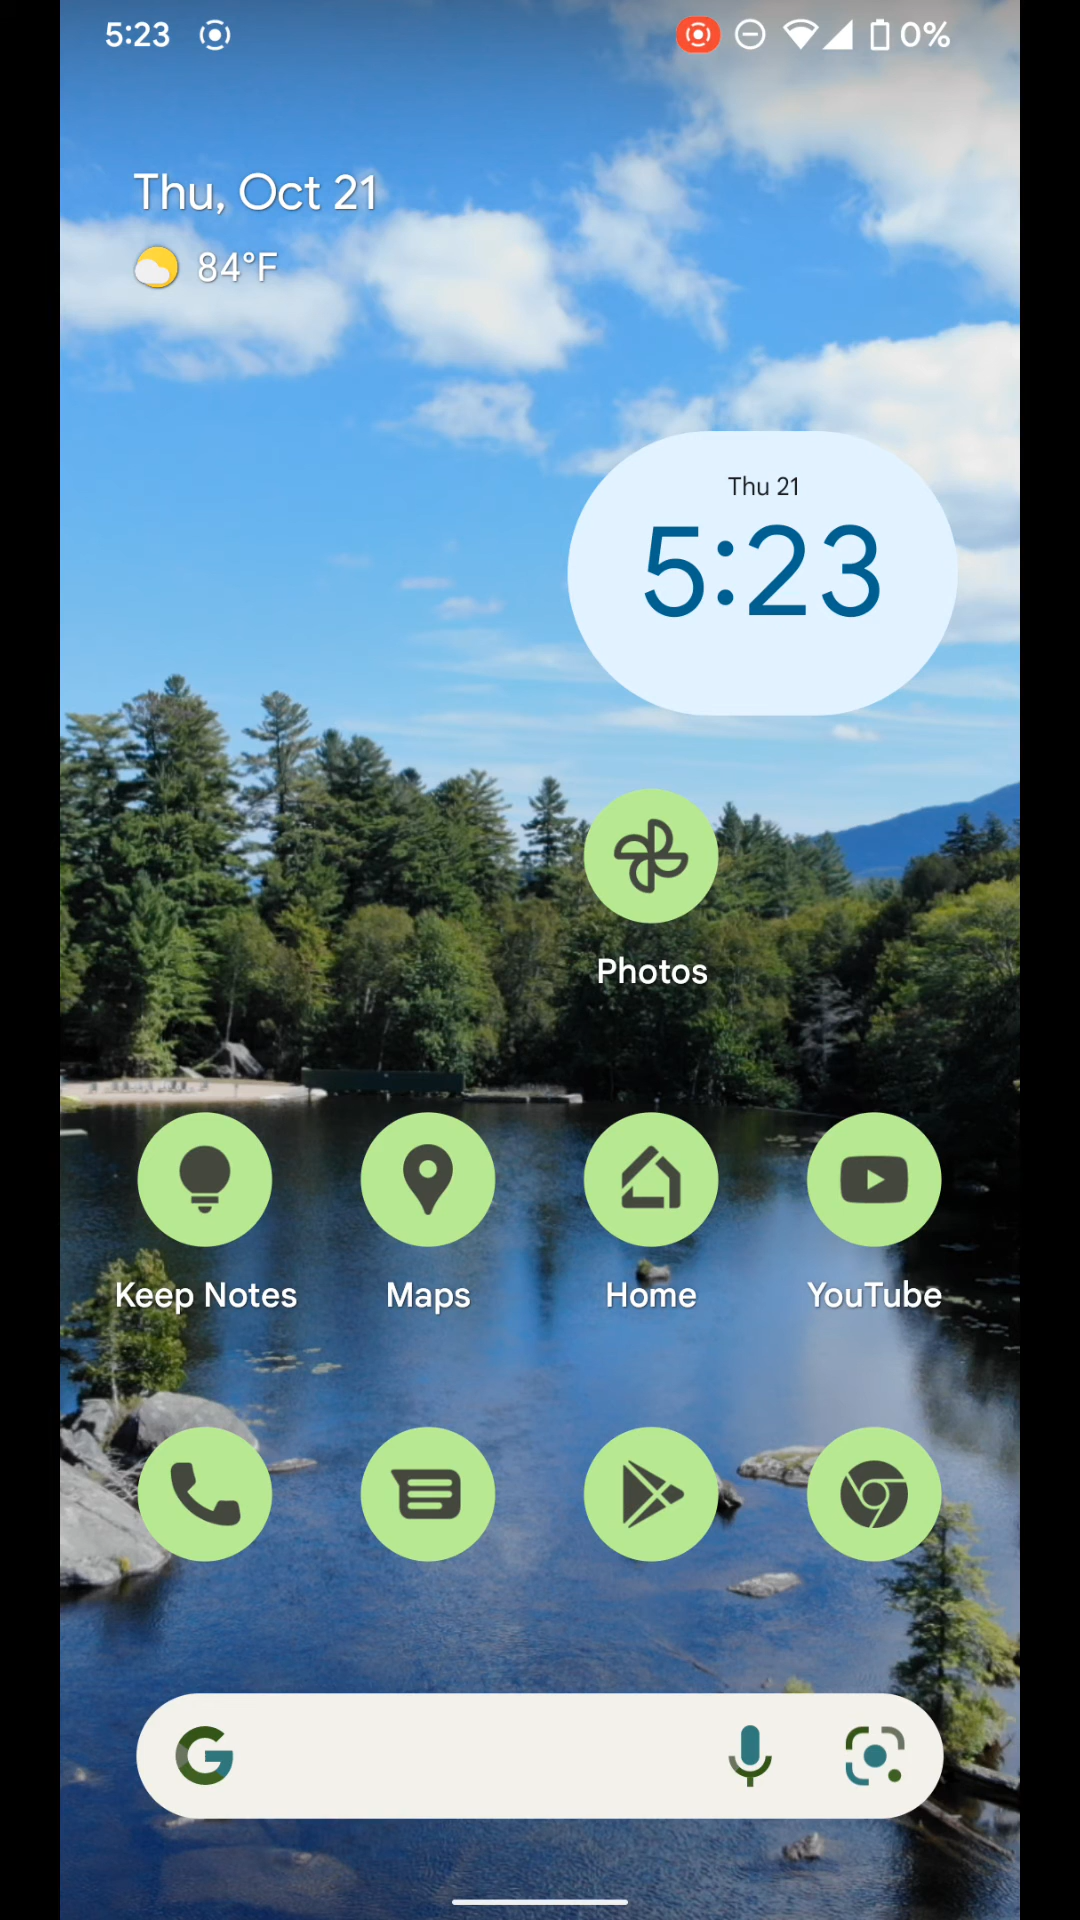 5:23
0%
Thu, Oct 21
84°F
Thu 21
5:23
Photos
Keep Notes
Maps
Home
YouTube